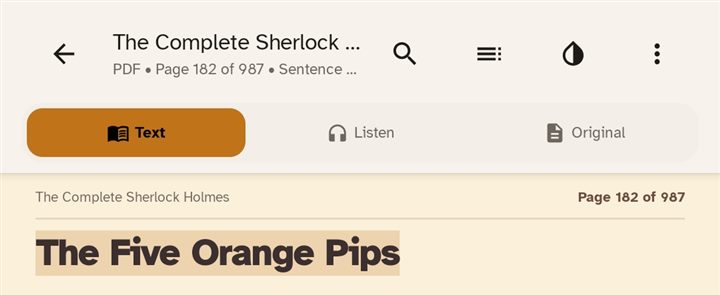 The Complete Sherlock ...
PDF • Page 182 of 987 • Sentence ...
Text
Listen
Original
The Complete Sherlock Holmes
Page 182 of 987
The Five Orange Pips